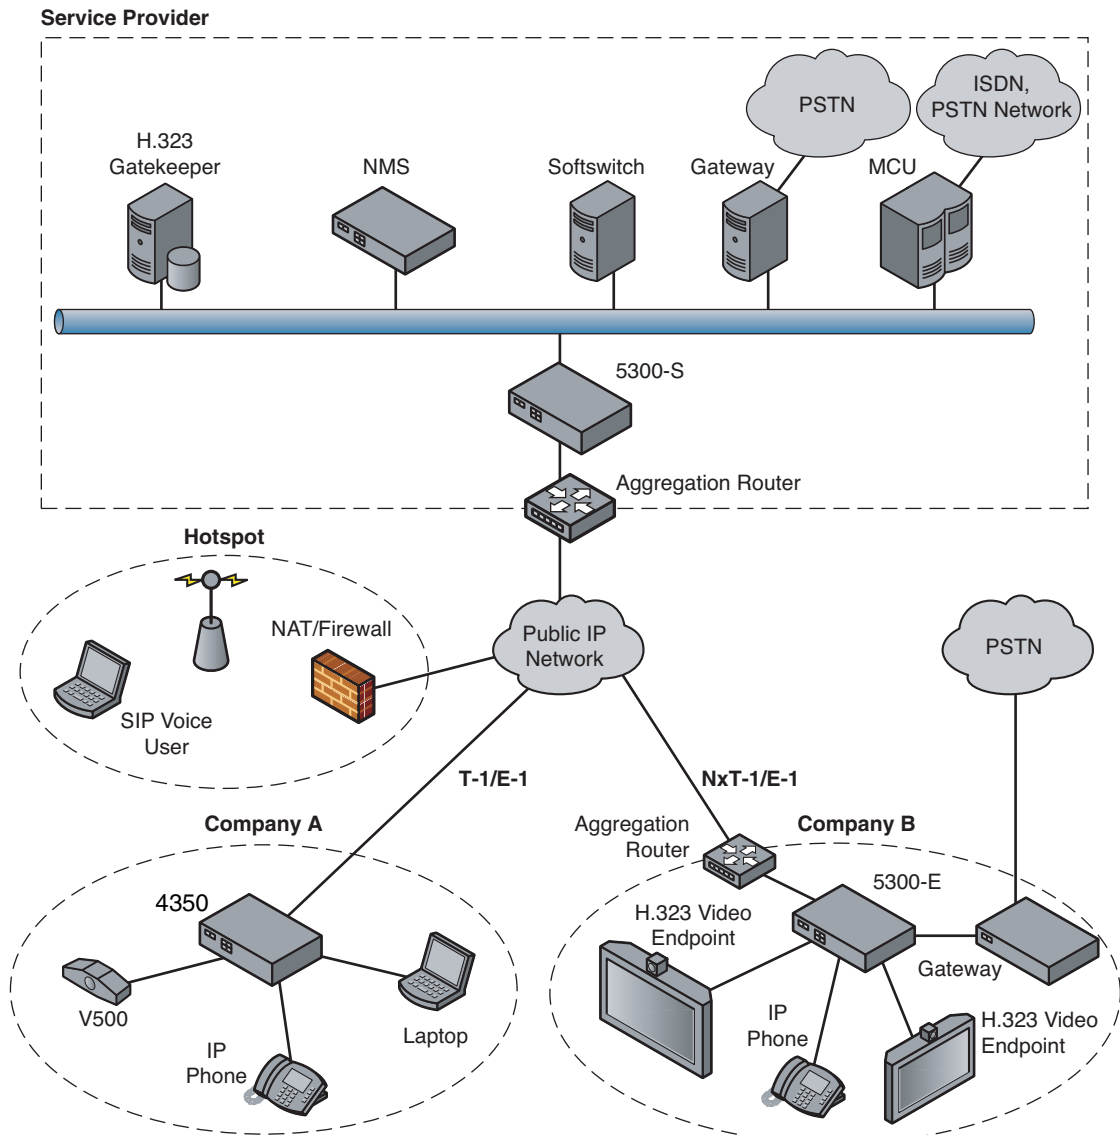 Service Provider
PSTN
ISDN,
PSTN Network
H.323
Gatekeeper
NMS
Softswitch
Gateway
MCU
5300-S
Aggregation Router
Hotspot
NAT/Firewall
SIP Voice
User
Public IP
Network
PSTN
T-1/E-1
NxT-1/E-1
Company A
Aggregation
Router
Company B
4350
5300-E
H.323 Video
Endpoint
Gateway
V500
Laptop
IP
Phone
IP
Phone
H.323 Video
Endpoint